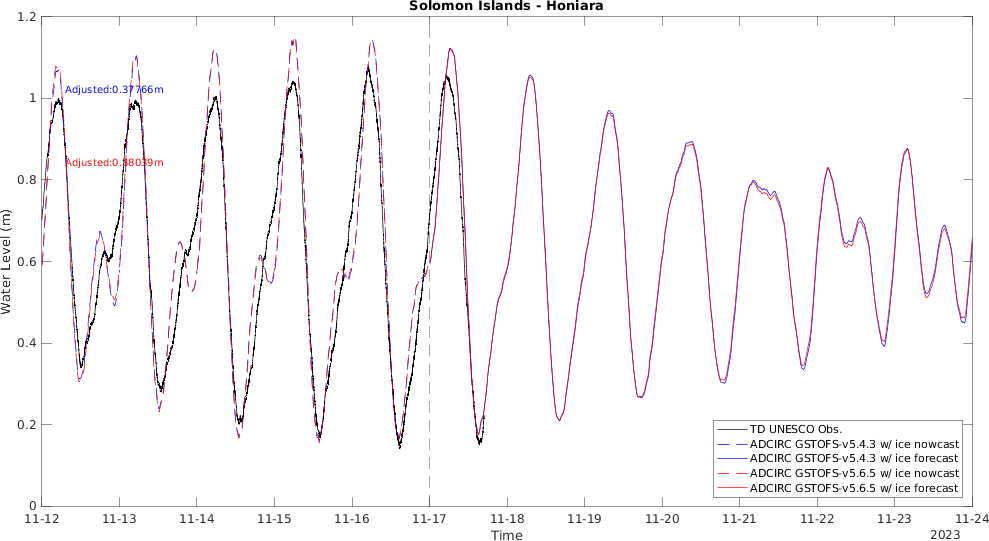 Solomon Islands - Honiara
1.2
1
0.8
0.6
0.4
0.2
0
Water Level (m)
Adjusted:0.37766m
Adjusted:0.38039m
TD UNESCO Obs.
ADCIRC GSTOFS-v5.4.3 w/ ice nowcast
ADCIRC GSTOFS-v5.4.3 w/ ice forecast
ADCIRC GSTOFS-v5.6.5 w/ ice nowcast
ADCIRC GSTOFS-v5.6.5 w/ ice forecast
11-12 11-13 11-14 11-15 11-16 11-17 11-18 11-19 11-20 11-21 11-22 11-23 11-24
Time
2023